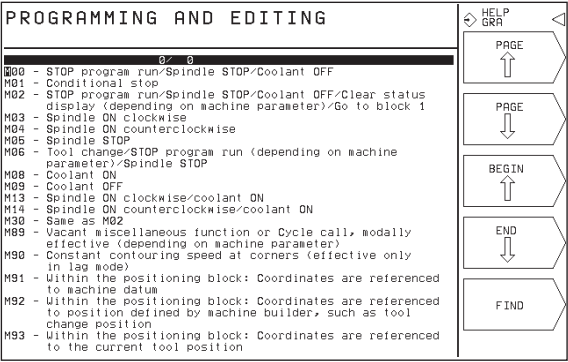 PROGRAMMING AND EDITING
HELP
GRA
0/ 0
M00 - STOP program run/Spindle STOP/Coolant OFF
M01 - Conditional stop
M02 - STOP program run/Spindle STOP/Coolant OFF/Clear status
display (depending on machine parameter)/Go to block 1
M03 - Spindle ON clockwise
M04 - Spindle ON counterclockwise
M05 - Spindle STOP
M06 - Tool change/STOP program run (depending on machine
parameter)/Spindle STOP
M08 - Coolant ON
M09 - Coolant OFF
M13 - Spindle ON clockwise/coolant ON
M14 - Spindle ON counterclockwise/coolant ON
M30 - Same as M02
M89 - Vacant miscellaneous function or Cycle call, modally
effective (depending on machine parameter)
M90 - Constant contouring speed at corners (effective only
in lag mode)
M91 - Within the positioning block: Coordinates are referenced
to machine datum
M92 - Within the positioning block: Coordinates are referenced
to position defined by machine builder, such as tool
change position
M93 - Within the positioning block: Coordinates are referenced
to the current tool position
PAGE
PAGE
BEGIN
END
FIND